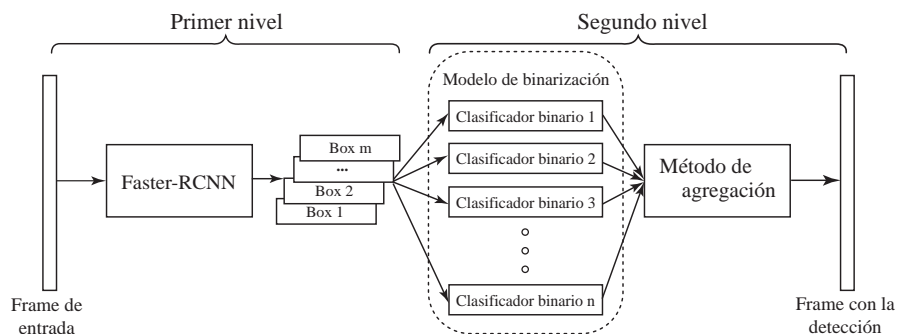 Primer nivel
Segundo nivel
Modelo de binarización
Faster-RCNN
Box m
...
Box 2
Box 1
Clasificador binario 1
Clasificador binario 2
Clasificador binario 3
Clasificador binario n
Método de
agregación
Frame de
entrada
Frame con la
detección